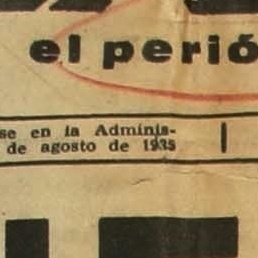 el perió
se en la Adminis-
de agosto de 1935